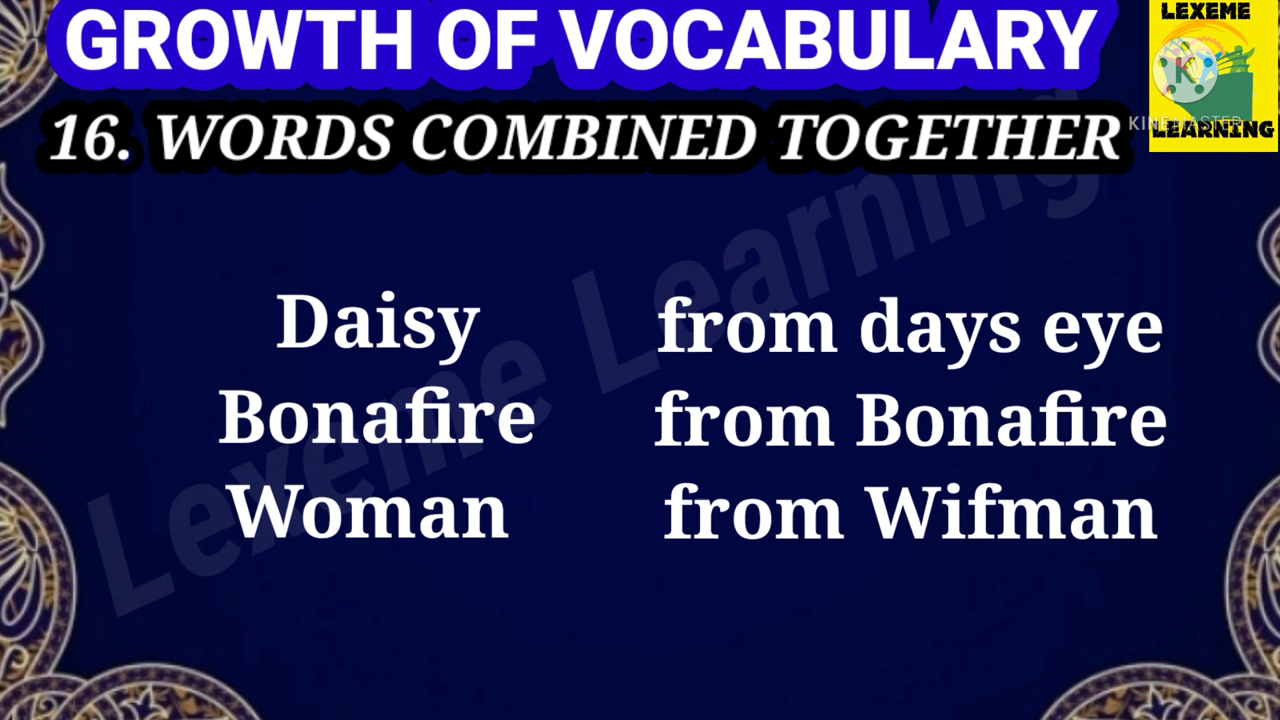 GROWTH OF VOCABULARY
LEXEME
K
KINEMASTER
LEARNING
16. WORDS COMBINED TOGETHER
Lexeme Learning
Daisy from days eye
Bonafire from Bonafire
Woman from Wifman